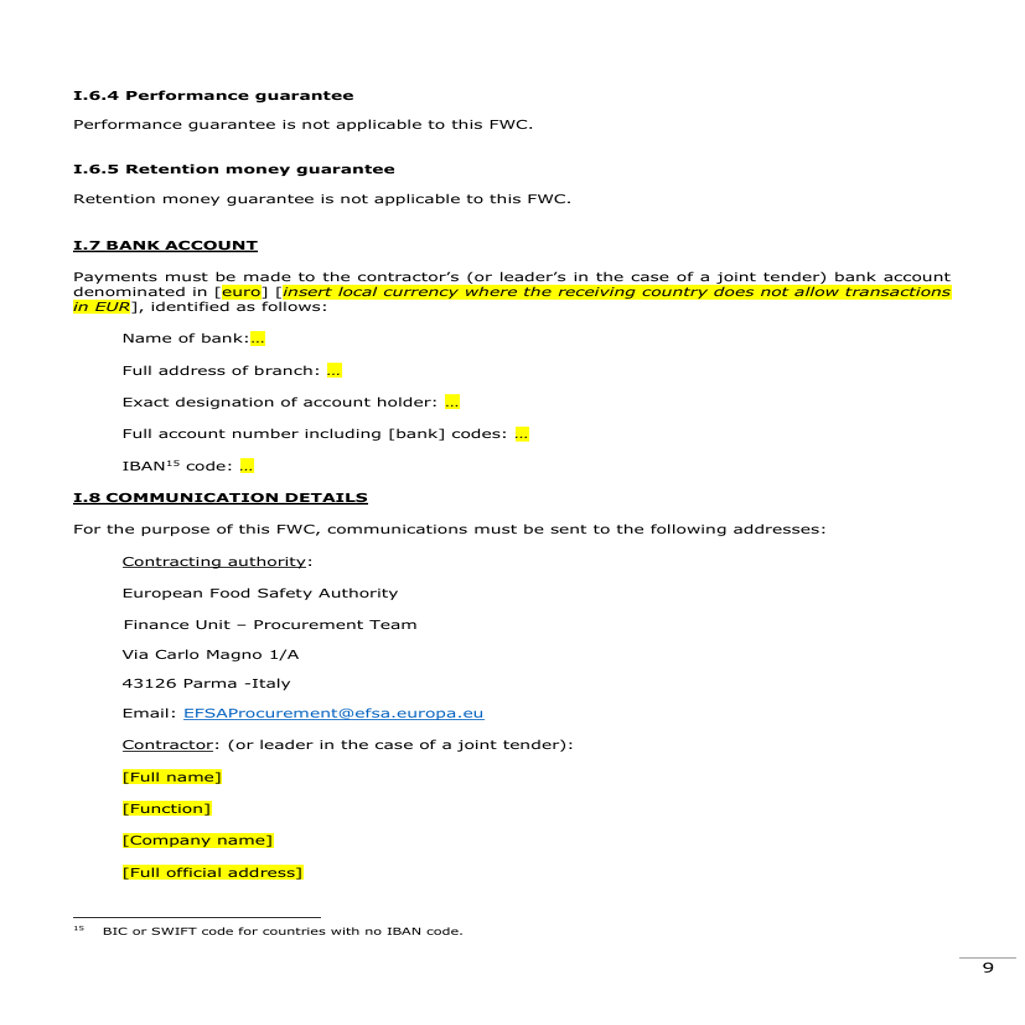 I.6.4 Performance guarantee
Performance guarantee is not applicable to this FWC.
I.6.5 Retention money guarantee
Retention money guarantee is not applicable to this FWC.
I.7 BANK ACCOUNT
Payments must be made to the contractor’s (or leader’s in the case of a joint tender) bank account
denominated in [euro] [insert local currency where the receiving country does not allow transactions
in EUR], identified as follows:
Name of bank:…
Full address of branch: …
Exact designation of account holder: …
Full account number including [bank] codes: …
IBAN15 code: …
I.8 COMMUNICATION DETAILS
For the purpose of this FWC, communications must be sent to the following addresses:
Contracting authority:
European Food Safety Authority
Finance Unit – Procurement Team
Via Carlo Magno 1/A
43126 Parma -Italy
Email: EFSAProcurement@efsa.europa.eu
Contractor: (or leader in the case of a joint tender):
[Full name]
[Function]
[Company name]
[Full official address]
15 BIC or SWIFT code for countries with no IBAN code.
9